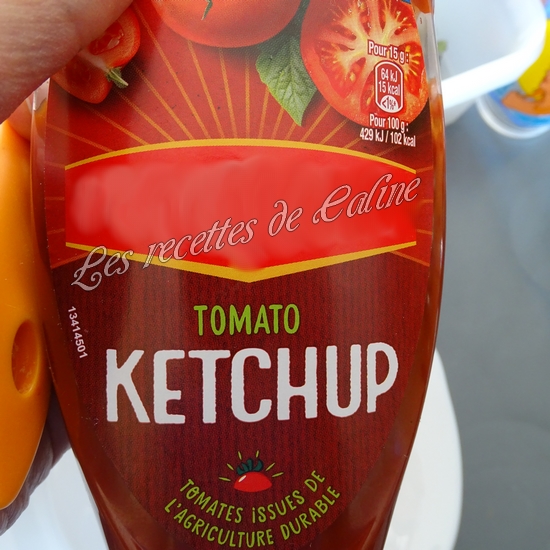 Pour 15 g :
64 kJ
15 kcal
<1%
Pour 100 g :
429 kJ / 102 kcal
Les recettes de Caline
TOMATO
KETCHUP
13414501
TOMATES ISSUES DE
L'AGRICULTURE DURABLE